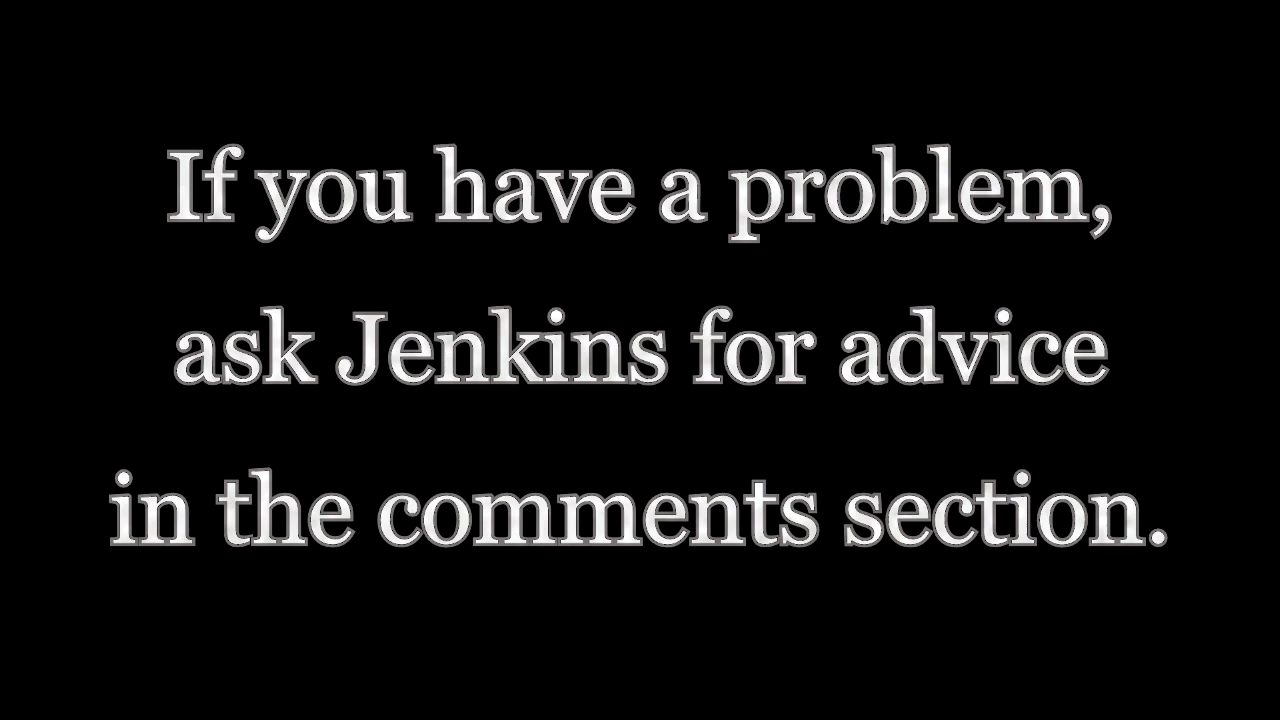 If you have a problem,
ask Jenkins for advice
in the comments section.